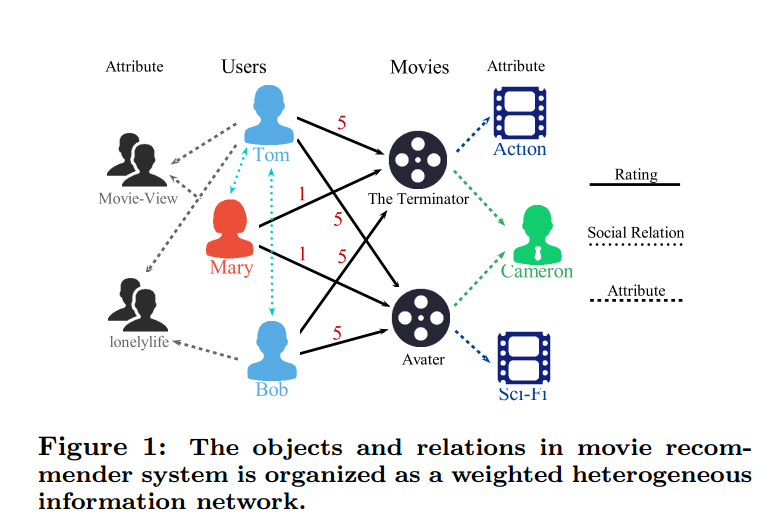 Attribute Users Movies Attribute
5
Tom
Action
Movie-View
1
The Terminator
Rating
5
Social Relation
Mary
1
5
Cameron
Attribute
lonelylife
5
Avater
Bob
Sci-Fi
Figure 1: The objects and relations in movie recom-
mender system is organized as a weighted heterogeneous
information network.